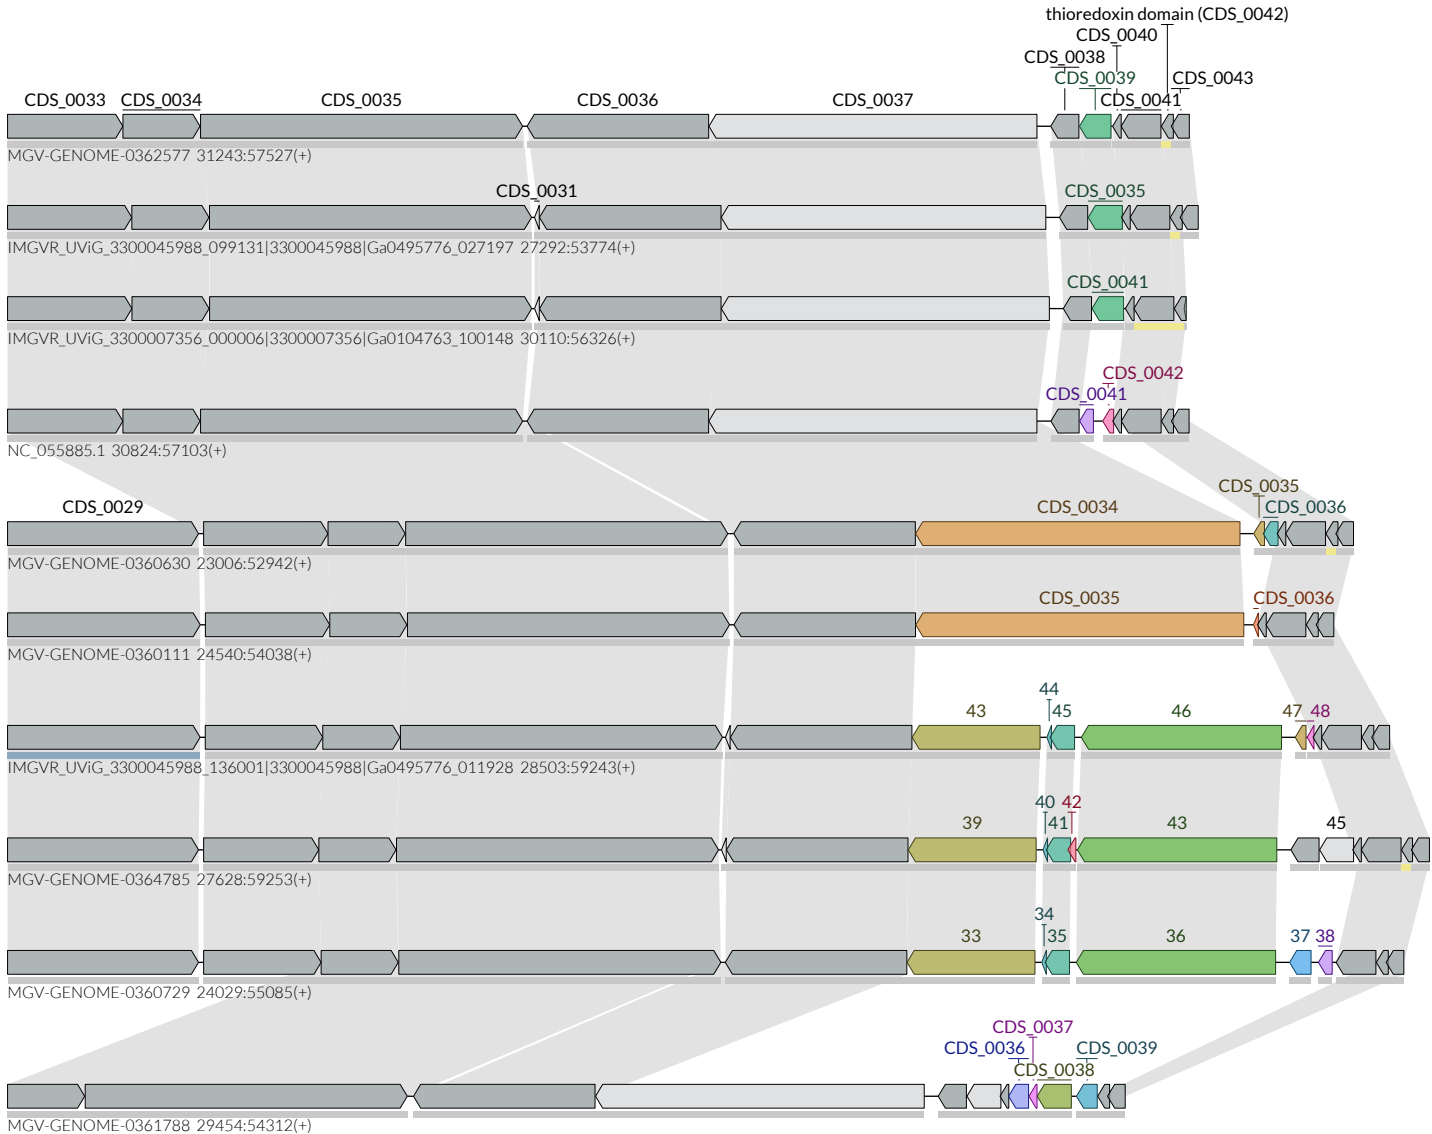 thioredoxin domain (CDS_0042)
CDS_0040
CDS_0038
CDS_0039 CDS_0043
CDS_0033 CDS_0034 CDS_0035 CDS_0036 CDS_0037 CDS_0041
MGV-GENOME-0362577 31243:57527(+)
CDS_0031 CDS_0035
IMGVR_UViG_3300045988_099131|3300045988|Ga0495776_027197 27292:53774(+)
CDS_0041
IMGVR_UViG_3300007356_000006|3300007356|Ga0104763_100148 30110:56326(+)
CDS_0042
CDS_0041
NC_055885.1 30824:57103(+)
CDS_0035
CDS_0029 CDS_0034 CDS_0036
MGV-GENOME-0360630 23006:52942(+)
CDS_0035 CDS_0036
MGV-GENOME-0360111 24540:54038(+)
44
43 45 46 47 48
IMGVR_UViG_3300045988_136001|3300045988|Ga0495776_011928 28503:59243(+)
40 42
39 41 43 45
MGV-GENOME-0364785 27628:59253(+)
34
33 35 36 37 38
MGV-GENOME-0360729 24029:55085(+)
CDS_0037
CDS_0036 CDS_0039
CDS_0038
MGV-GENOME-0361788 29454:54312(+)